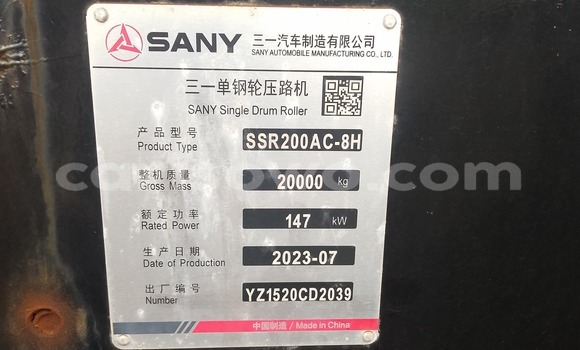 SANY 三一汽车制造有限公司
SANY AUTOMOBILE MANUFACTURING CO., LTD.
三一单钢轮压路机
SANY Single Drum Roller
产品型号 SSR200AC-8H
Product Type
整机质量 20000 kg
Gross Mass
额定功率 147 kW
Rated Power
生产日期 2023-07
Date of Production
出厂编号 YZ1520CD2039
Number
中国制造 / Made in China